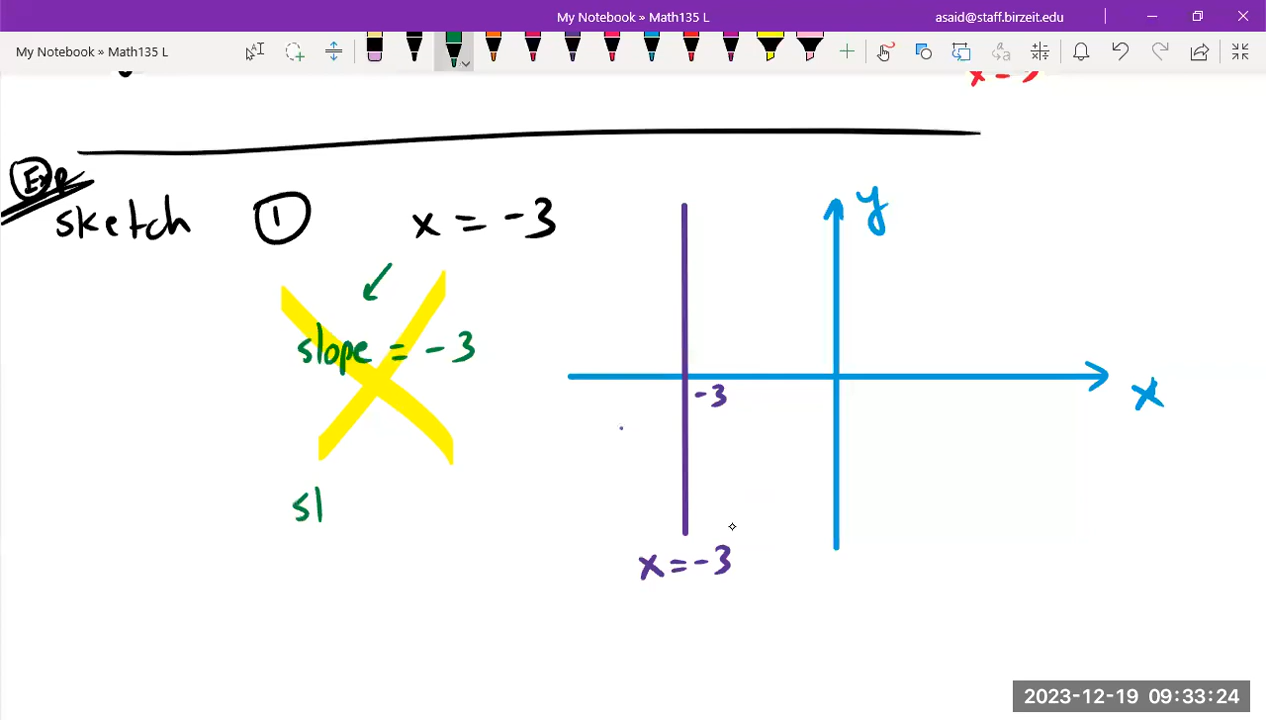 My Notebook » Math135 L
asaid@staff.birzeit.edu
My Notebook » Math135 L
Exp
sketch ① x = -3
y
slope = -3
-3
x
sl
x = -3
2023-12-19 09:33:24